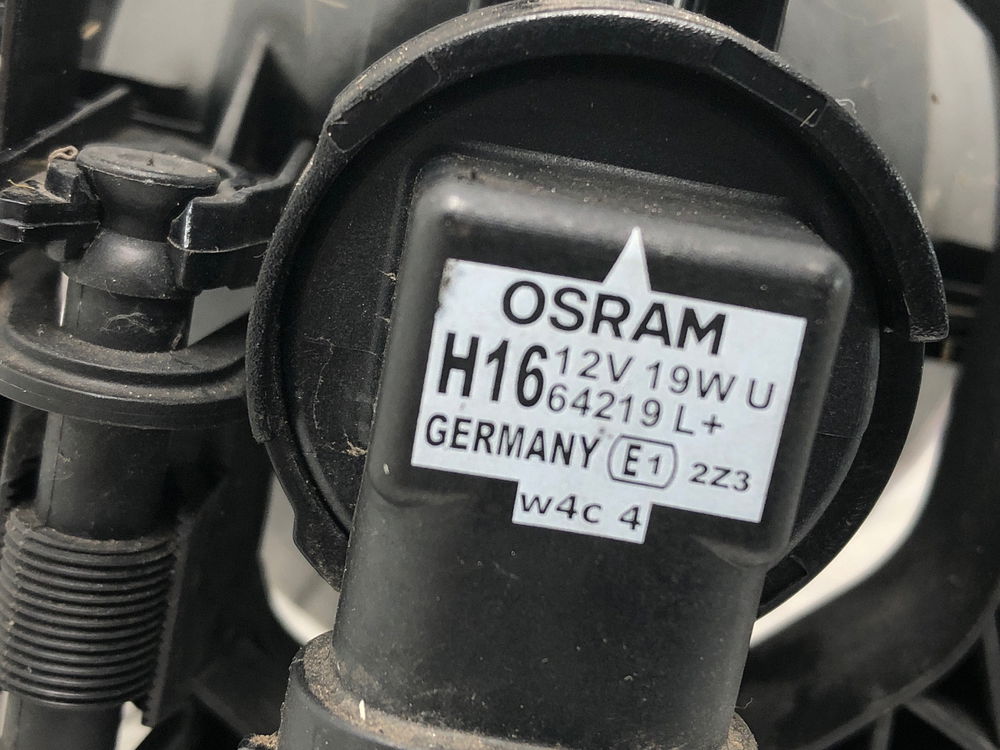 OSRAM
H16 12V 19W U
64219 L+
GERMANY E1 2Z3
w4c 4